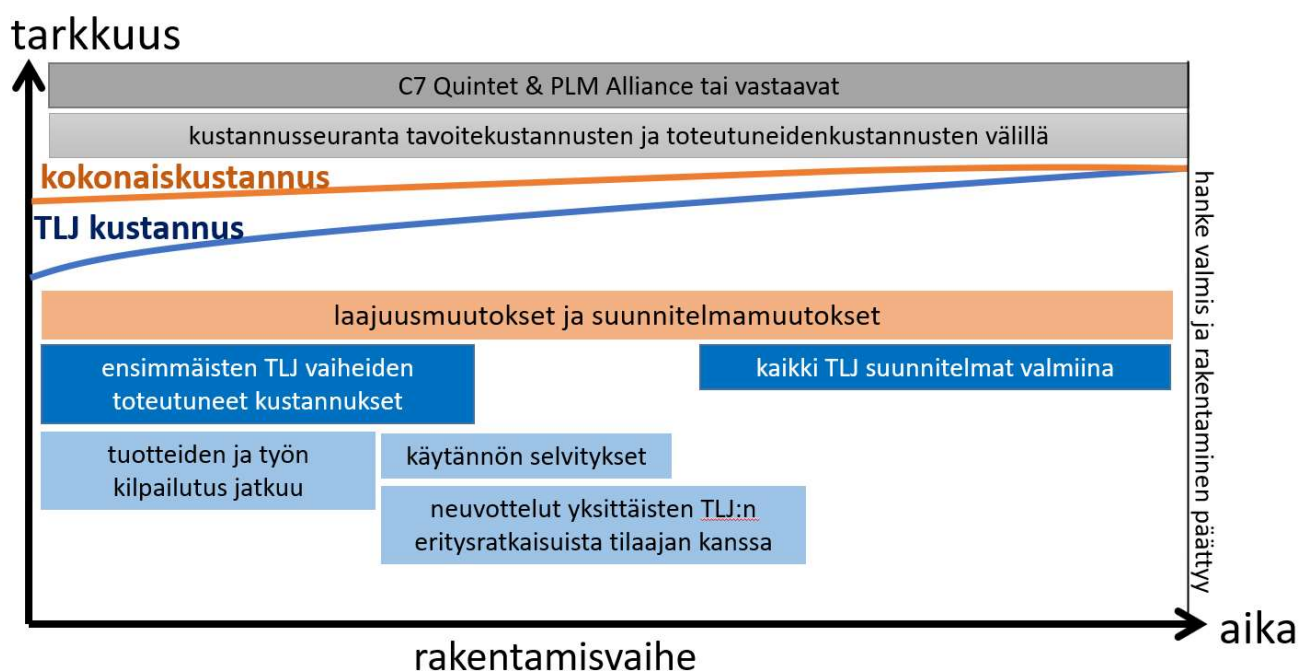 tarkkuus
C7 Quintet & PLM Alliance tai vastaavat
kustannusseuranta tavoitekustannusten ja toteutuneidenkustannusten välillä
kokonaiskustannus
TLJ kustannus
laajuusmuutokset ja suunnitelmamuutokset
ensimmäisten TLJ vaiheiden
toteutuneet kustannukset
kaikki TLJ suunnitelmat valmiina
tuotteiden ja työn
kilpailutus jatkuu
käytännön selvitykset
neuvottelut yksittäisten TLJ:n
eritysratkaisuista tilaajan kanssa
hanke valmis ja rakentaminen päättyy
aika
rakentamisvaihe